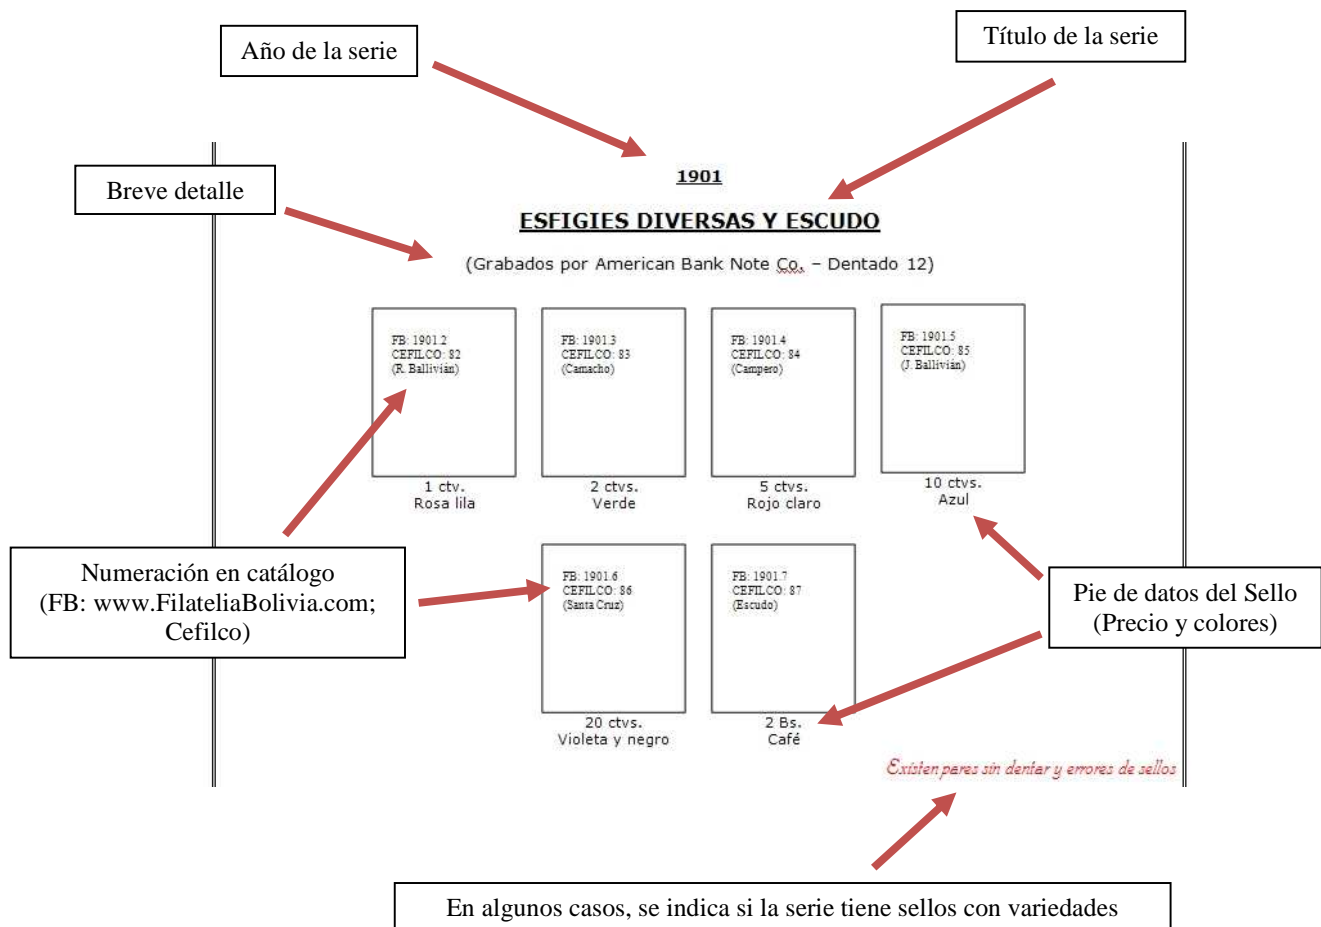 Año de la serie
Título de la serie
Breve detalle
1901
ESFIGIES DIVERSAS Y ESCUDO
(Grabados por American Bank Note Co. – Dentado 12)
FB: 1901.2
CEFILCO: 82
(R. Ballivián)
FB: 1901.3
CEFILCO: 83
(Camacho)
FB: 1901.4
CEFILCO: 84
(Campero)
FB: 1901.5
CEFILCO: 85
(J. Ballivián)
1 ctv.
Rosa lila
2 ctvs.
Verde
5 ctvs.
Rojo claro
10 ctvs.
Azul
Numeración en catálogo
(FB: www.FilateliaBolivia.com;
Cefilco)
FB: 1901.6
CEFILCO: 86
(Santa Cruz)
FB: 1901.7
CEFILCO: 87
(Escudo)
Pie de datos del Sello
(Precio y colores)
20 ctvs.
Violeta y negro
2 Bs.
Café
Existen pares sin dentar y errores de sellos
En algunos casos, se indica si la serie tiene sellos con variedades